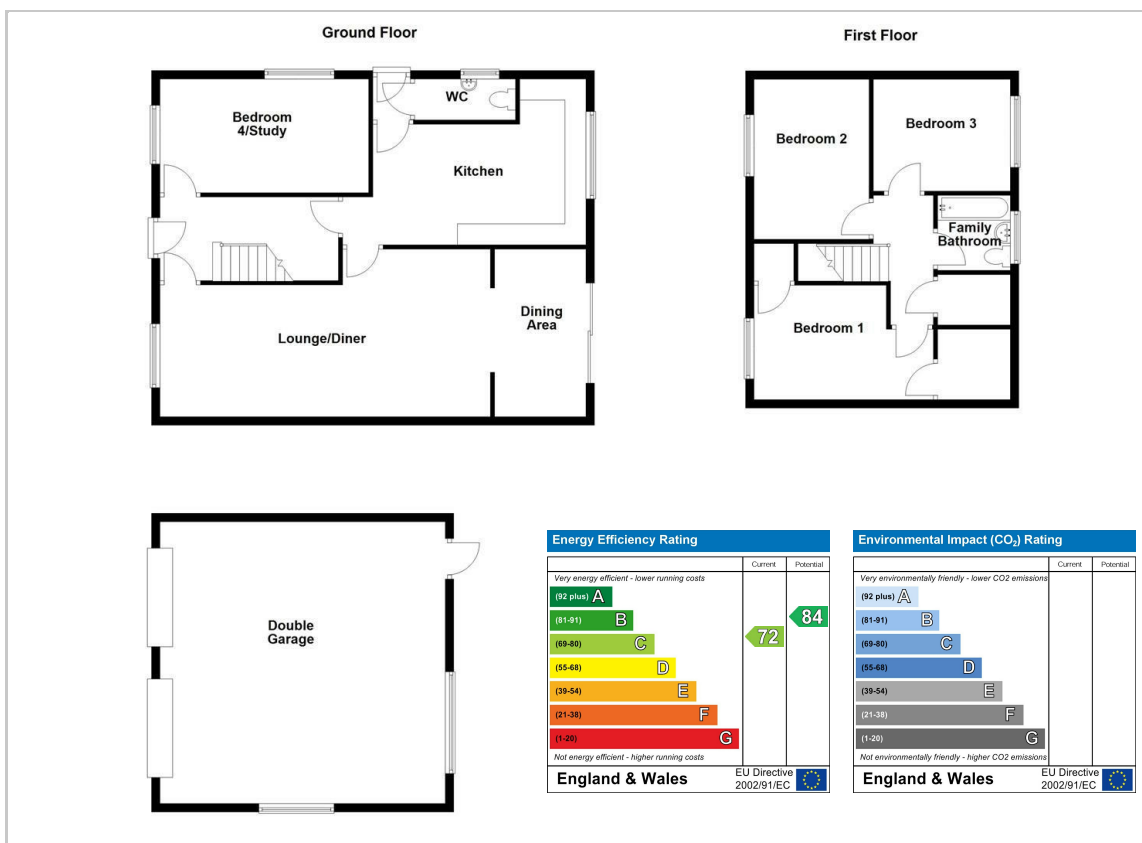 Ground Floor
First Floor
Bedroom
4/Study
WC
Kitchen
Lounge/Diner
Dining
Area
Bedroom 2
Bedroom 3
Family
Bathroom
Bedroom 1
Double
Garage
Energy Efficiency Rating
Current Potential
Very energy efficient - lower running costs
(92 plus) A
(81-91) B
(69-80) C
(55-68) D
(39-54) E
(21-38) F
(1-20) G
72
84
Not energy efficient - higher running costs
England & Wales
EU Directive
2002/91/EC
Environmental Impact (CO₂) Rating
Current Potential
Very environmentally friendly - lower CO2 emissions
(92 plus) A
(81-91) B
(69-80) C
(55-68) D
(39-54) E
(21-38) F
(1-20) G
Not environmentally friendly - higher CO2 emissions
England & Wales
EU Directive
2002/91/EC